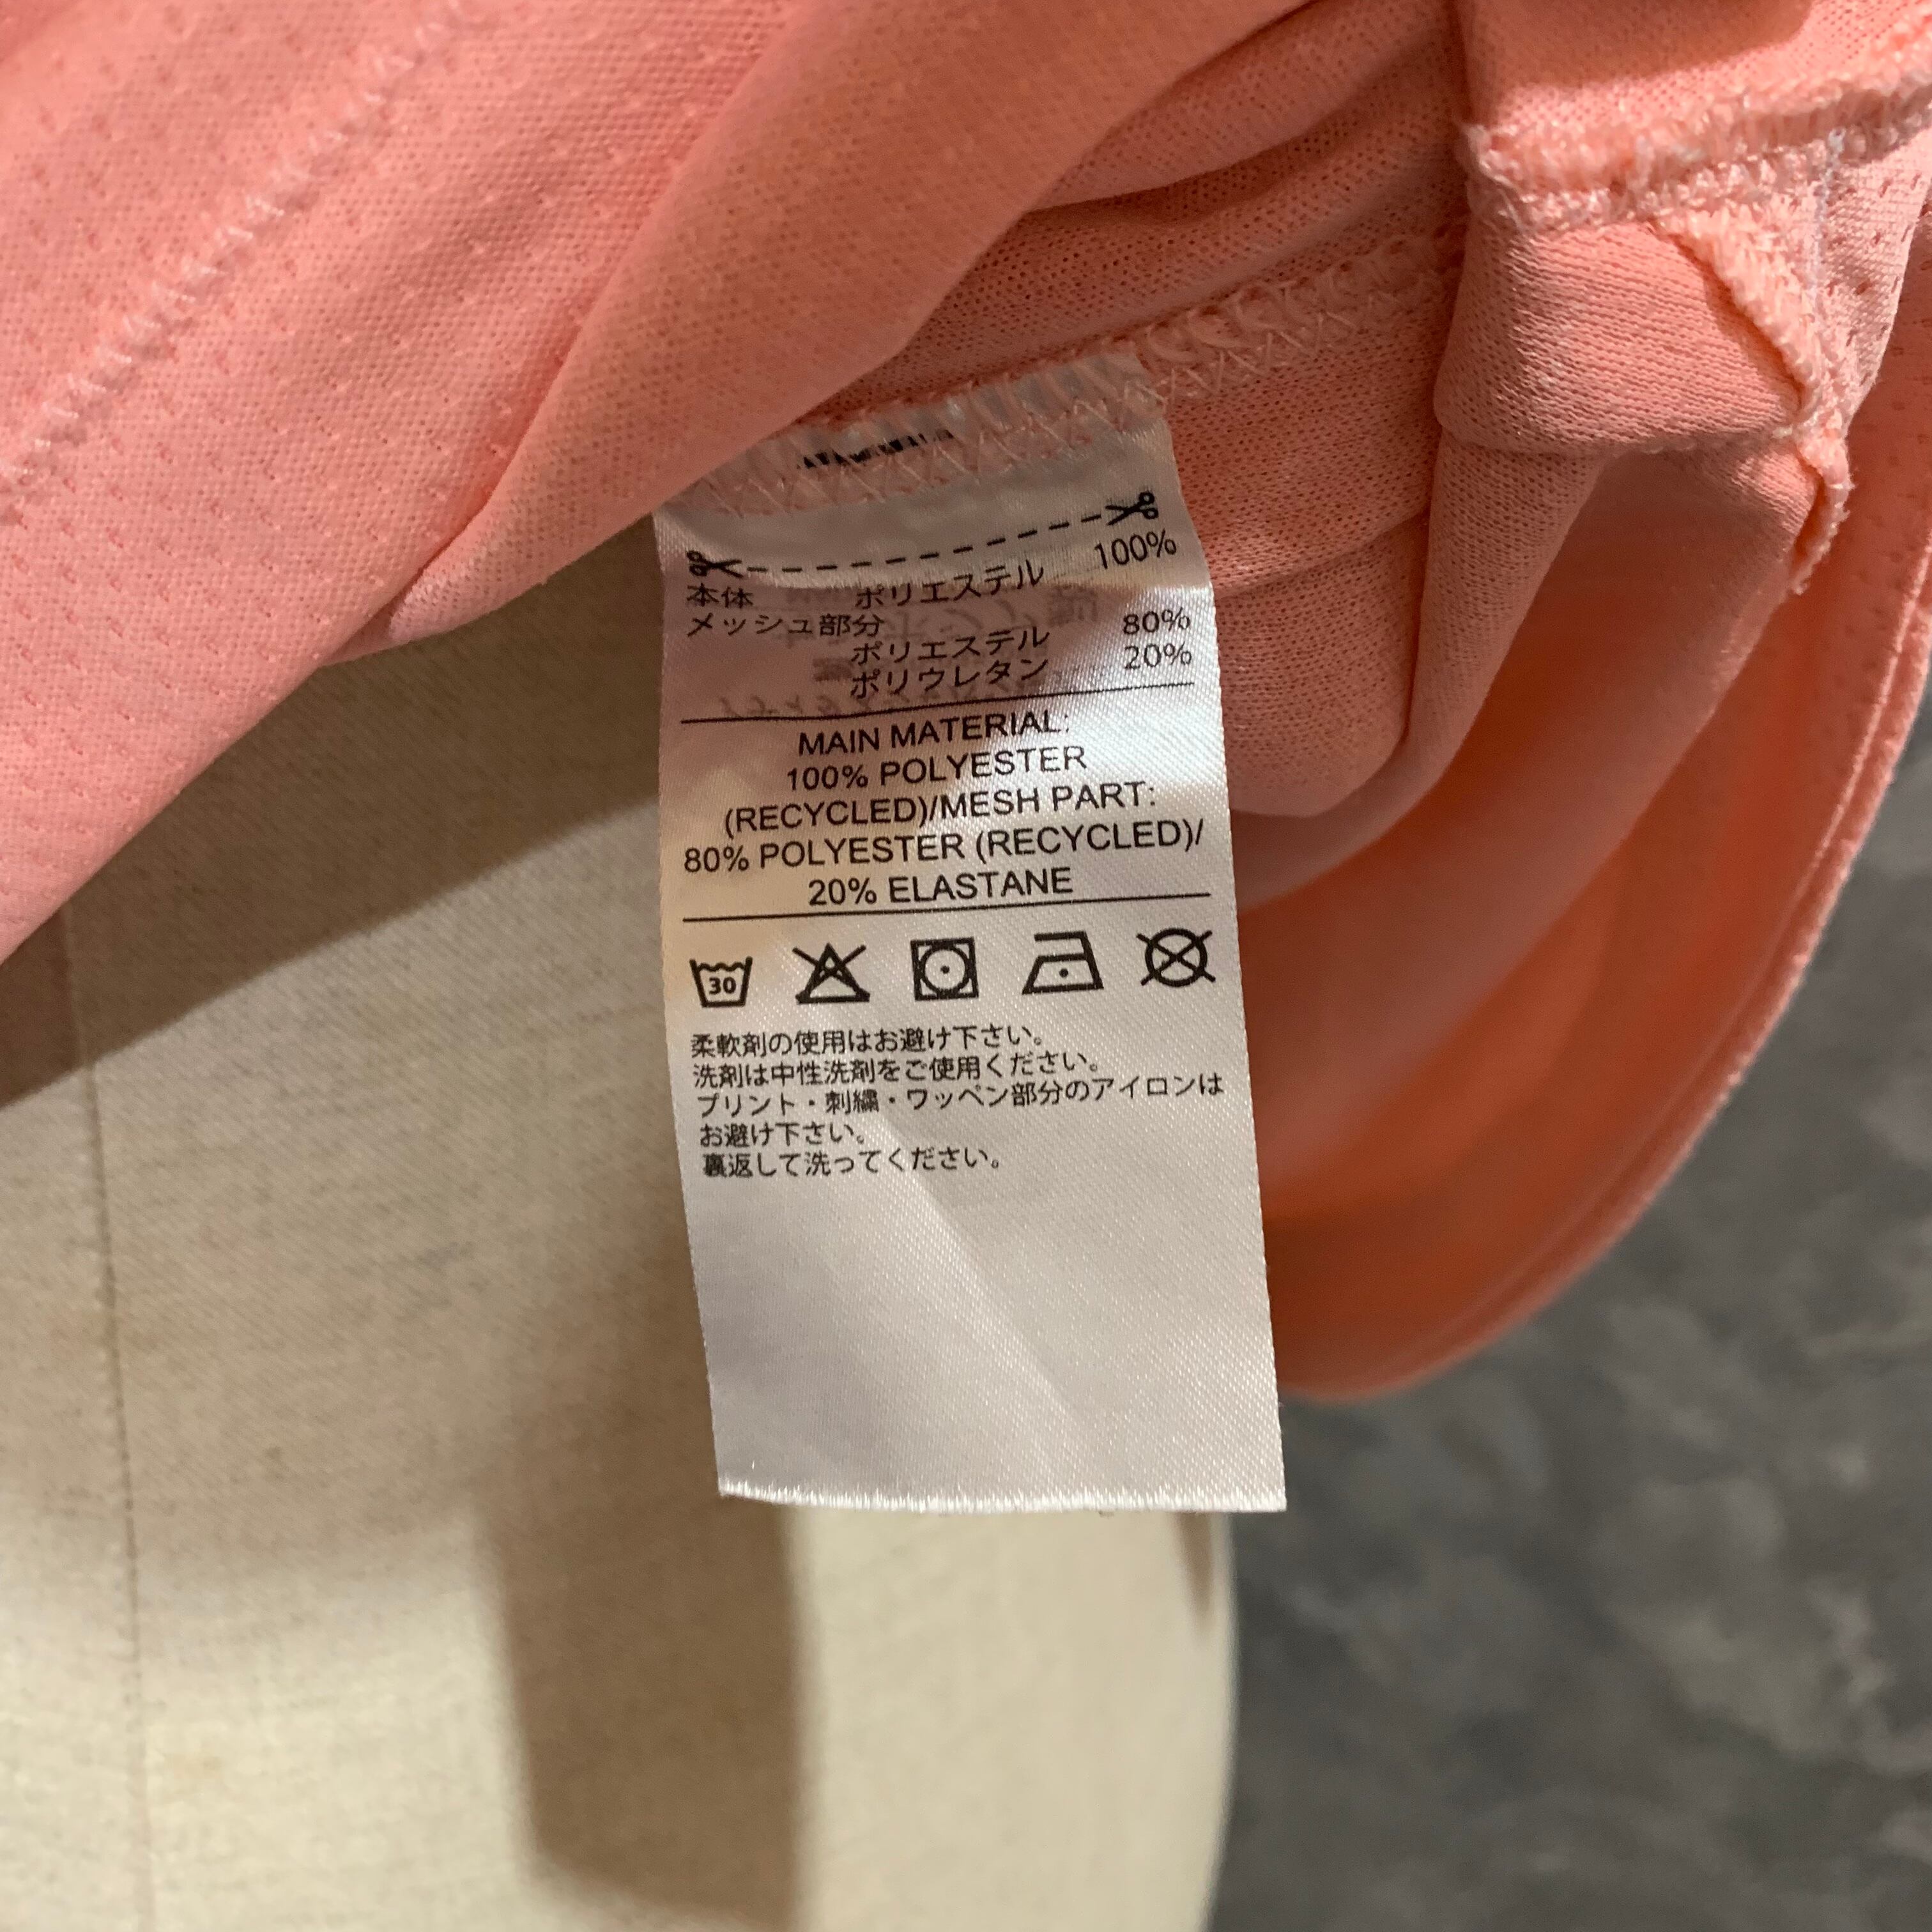 本体 ポリエステル 100%
メッシュ部分
ポリエステル 80%
ポリウレタン 20%
MAIN MATERIAL:
100% POLYESTER
(RECYCLED)/MESH PART:
80% POLYESTER (RECYCLED)/
20% ELASTANE
30
柔軟剤の使用はお避け下さい。
洗剤は中性洗剤をご使用ください。
プリント・刺繍・ワッペン部分のアイロンは
お避け下さい。
裏返して洗ってください。